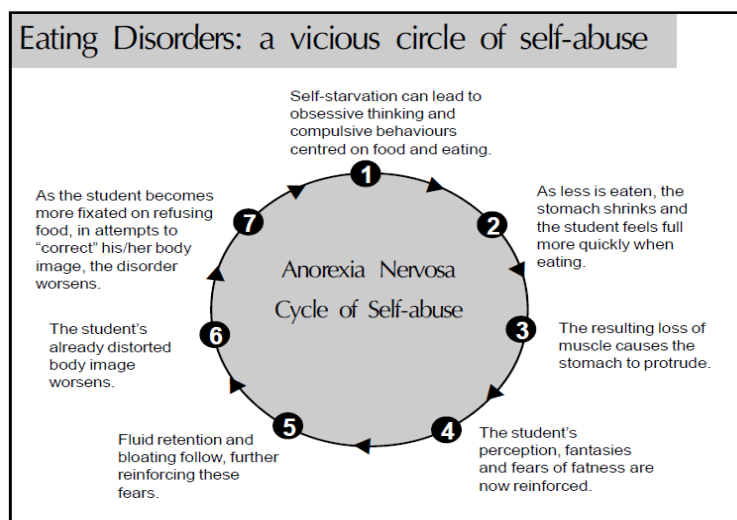 Eating Disorders: a vicious circle of self-abuse
Self-starvation can lead to
obsessive thinking and
compulsive behaviours
centred on food and eating.
1
As less is eaten, the
stomach shrinks and
the student feels full
more quickly when
eating.
2
The resulting loss of
muscle causes the
stomach to protrude.
3
The student's
perception, fantasies
and fears of fatness are
now reinforced.
4
Fluid retention and
bloating follow, further
reinforcing these
fears.
5
The student's
already distorted
body image
worsens.
6
As the student becomes
more fixated on refusing
food, in attempts to
“correct” his/her body
image, the disorder
worsens.
7
Anorexia Nervosa
Cycle of Self-abuse